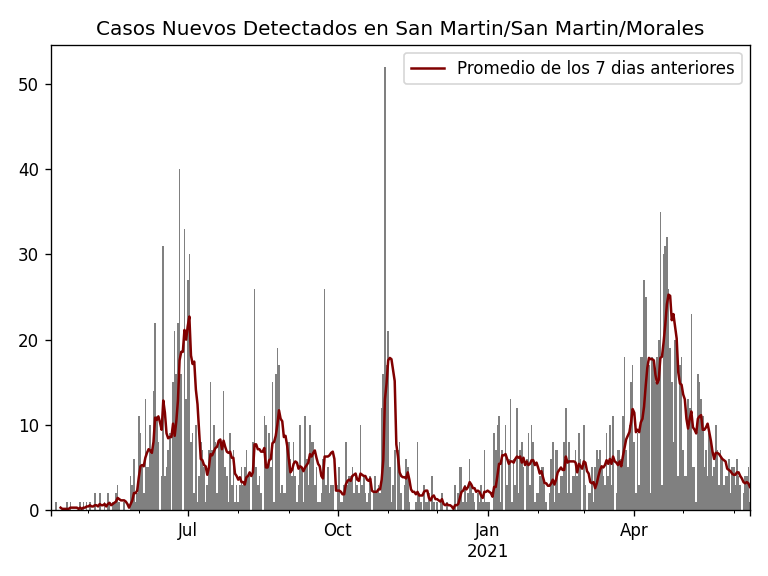 Casos Nuevos Detectados en San Martin/San Martin/Morales
Promedio de los 7 dias anteriores
50
40
30
20
10
0
Jul
Oct
Jan
2021
Apr